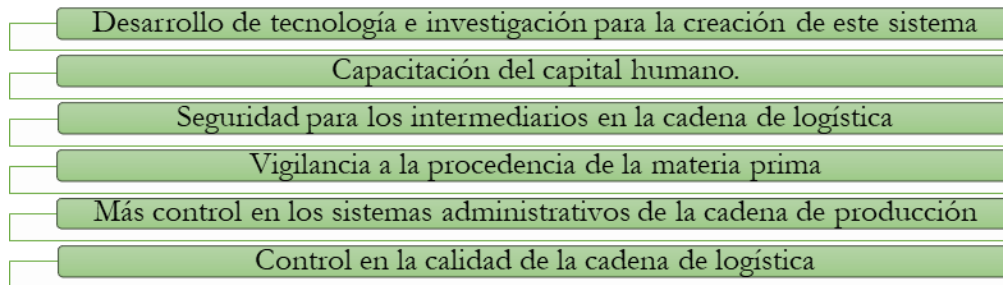 Desarrollo de tecnología e investigación para la creación de este sistema
Capacitación del capital humano.
Seguridad para los intermediarios en la cadena de logística
Vigilancia a la procedencia de la materia prima
Más control en los sistemas administrativos de la cadena de producción
Control en la calidad de la cadena de logística